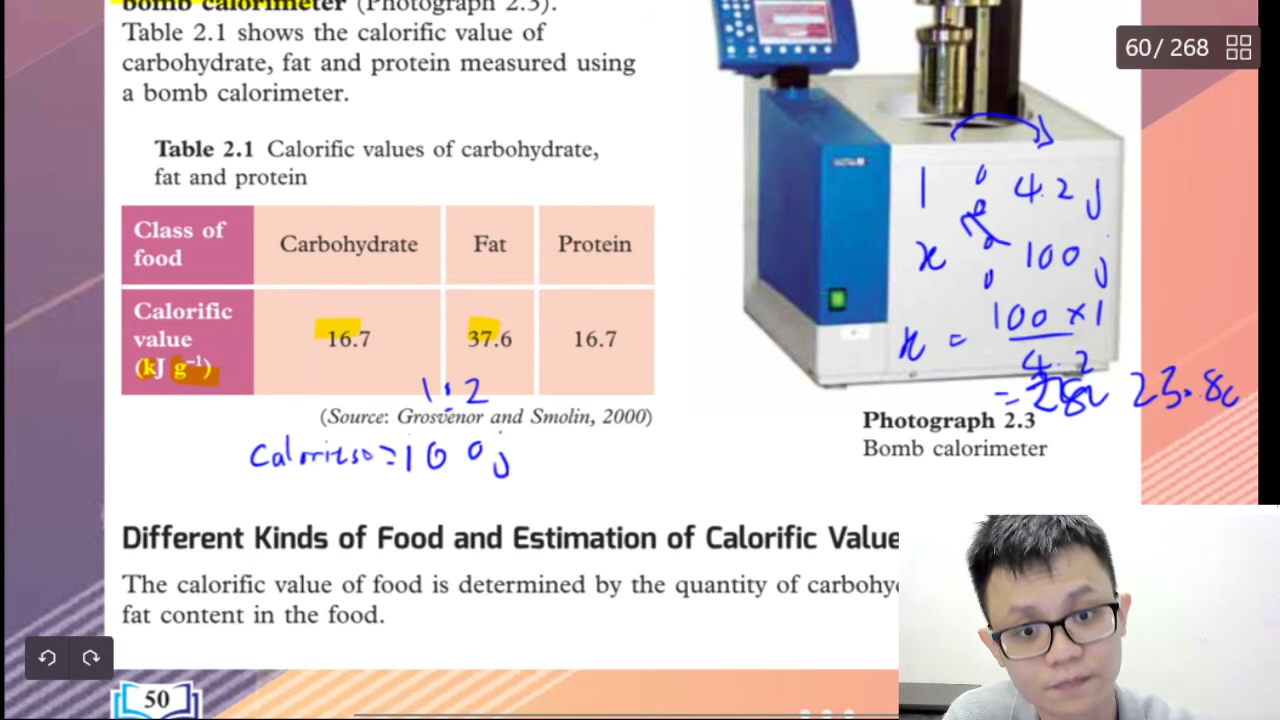 bomb calorimeter (Photograph 2.3).
Table 2.1 shows the calorific value of
carbohydrate, fat and protein measured using
a bomb calorimeter.
Table 2.1 Calorific values of carbohydrate,
fat and protein
Class of food
Carbohydrate
Fat
Protein
Calorific value (kJ g⁻¹)
16.7
37.6
16.7
1:2
(Source: Grosvenor and Smolin, 2000)
= 100j
Different Kinds of Food and Estimation of Calorific Value
The calorific value of food is determined by the quantity of carbohy
fat content in the food.
50
60/ 268
1 : 4.2j
x : 100j
x = 100 x 1
4.2
= 23.8c
Photograph 2.3
Bomb calorimeter